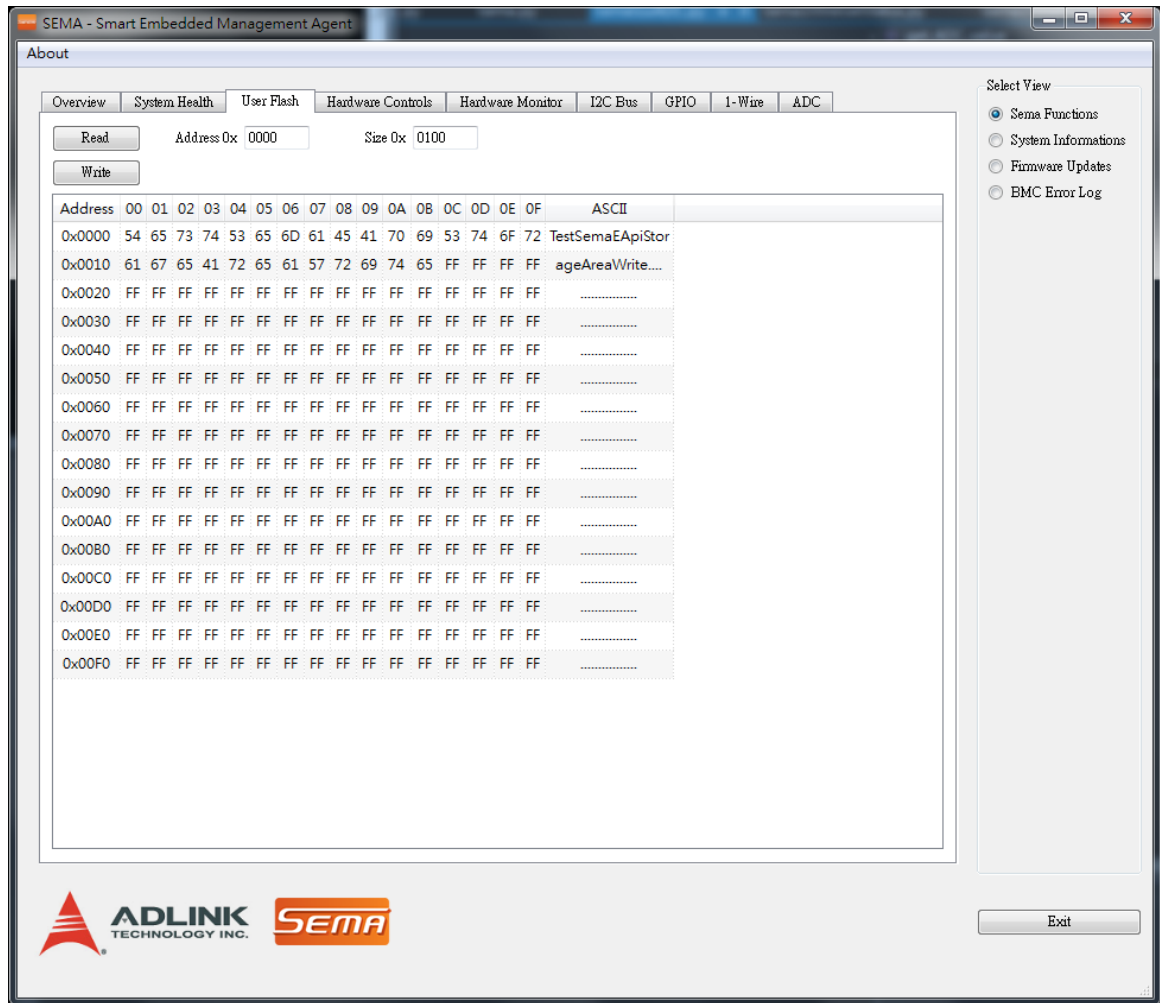 SEMA - Smart Embedded Management Agent
About
Overview System Health User Flash Hardware Controls Hardware Monitor I2C Bus GPIO 1-Wire ADC
Read Address 0x 0000 Size 0x 0100
Write
Address 00 01 02 03 04 05 06 07 08 09 0A 0B 0C 0D 0E 0F ASCII
0x0000 54 65 73 74 53 65 6D 61 45 41 70 69 53 74 6F 72 TestSemaEApiStor
0x0010 61 67 65 41 72 65 61 57 72 69 74 65 FF FF FF FF ageAreaWrite....
0x0020 FF FF FF FF FF FF FF FF FF FF FF FF FF FF FF FF ................
0x0030 FF FF FF FF FF FF FF FF FF FF FF FF FF FF FF FF ................
0x0040 FF FF FF FF FF FF FF FF FF FF FF FF FF FF FF FF ................
0x0050 FF FF FF FF FF FF FF FF FF FF FF FF FF FF FF FF ................
0x0060 FF FF FF FF FF FF FF FF FF FF FF FF FF FF FF FF ................
0x0070 FF FF FF FF FF FF FF FF FF FF FF FF FF FF FF FF ................
0x0080 FF FF FF FF FF FF FF FF FF FF FF FF FF FF FF FF ................
0x0090 FF FF FF FF FF FF FF FF FF FF FF FF FF FF FF FF ................
0x00A0 FF FF FF FF FF FF FF FF FF FF FF FF FF FF FF FF ................
0x00B0 FF FF FF FF FF FF FF FF FF FF FF FF FF FF FF FF ................
0x00C0 FF FF FF FF FF FF FF FF FF FF FF FF FF FF FF FF ................
0x00D0 FF FF FF FF FF FF FF FF FF FF FF FF FF FF FF FF ................
0x00E0 FF FF FF FF FF FF FF FF FF FF FF FF FF FF FF FF ................
0x00F0 FF FF FF FF FF FF FF FF FF FF FF FF FF FF FF FF ................
Select View
Sema Functions
System Informations
Firmware Updates
BMC Error Log
ADLINK
TECHNOLOGY INC.
SEMA
Exit